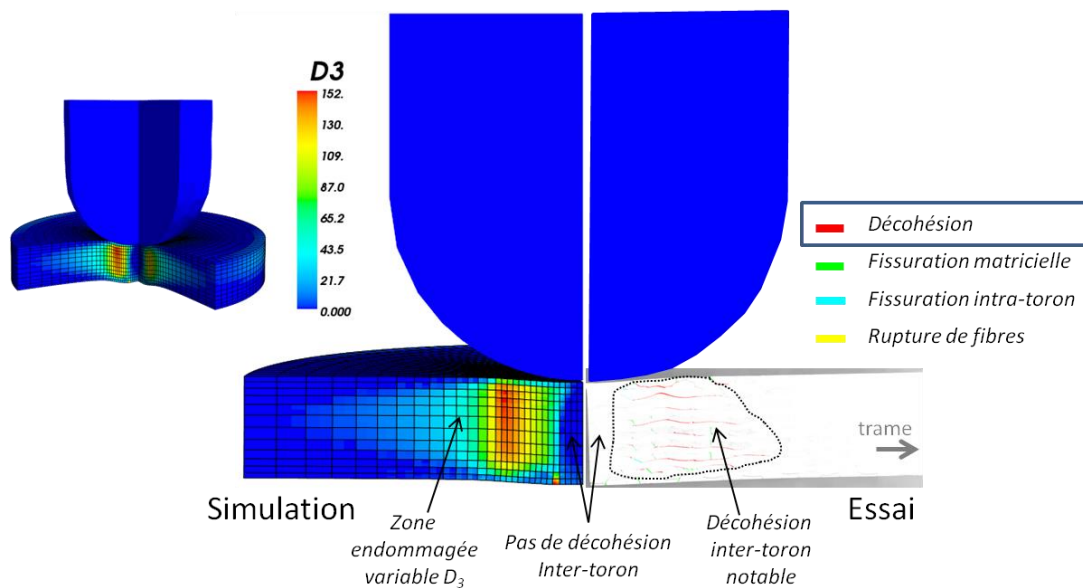 D3
152.
130.
109.
87.0
65.2
43.5
21.7
0.000
Décohésion
Fissuration matricielle
Fissuration intra-toron
Rupture de fibres
trame
Simulation
Essai
Zone
endommagée
variable D3
Pas de décohésion
Inter-toron
Décohésion
inter-toron
notable